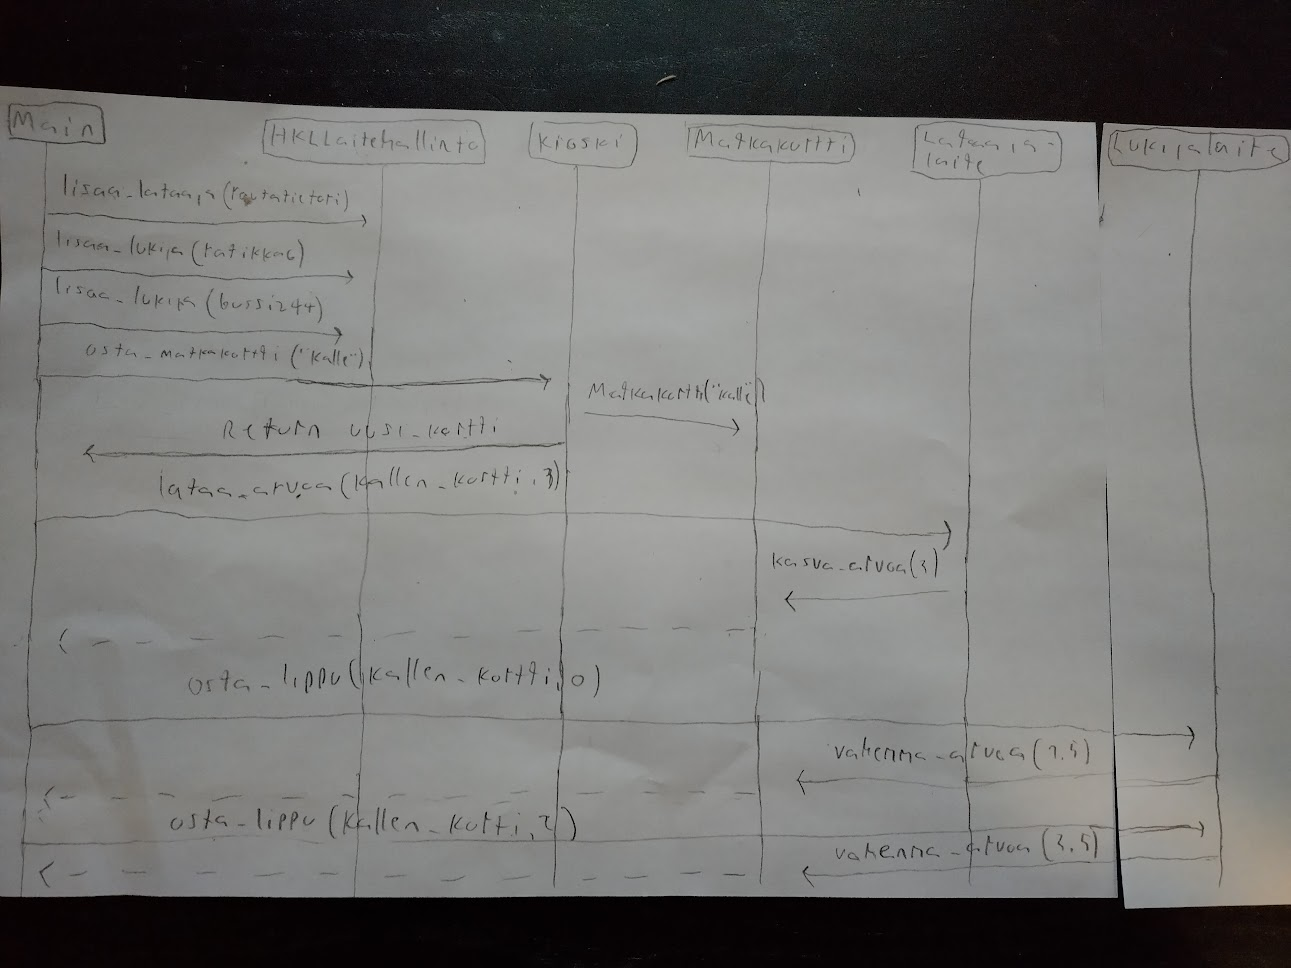 Main
HKLLaitehallinto
Kioski
Matkakortti
Lataaja-
laite
Lukijalaite
lisaa_lataaja(rautatietori)
lisaa_lukija(ratikka6)
lisaa_lukija(bussi244)
osta_matkakortti("Kalle")
Matkakortti("kalle")
Return uusi_kortti
lataa_arvoa(kallen_kortti, 3)
kasva_arvoa(3)
osta_lippu(kallen_kortti, 0)
vahenna_arvoa(1.5)
osta_lippu(kallen_kortti, 2)
vahenna_arvoa(3.5)